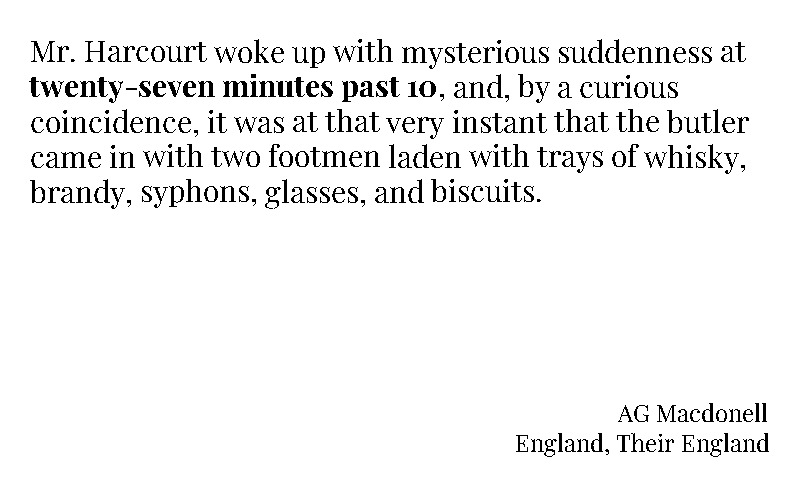 Mr. Harcourt woke up with mysterious suddenness at
twenty-seven minutes past 10, and, by a curious
coincidence, it was at that very instant that the butler
came in with two footmen laden with trays of whisky,
brandy, syphons, glasses, and biscuits.
AG Macdonell
England, Their England